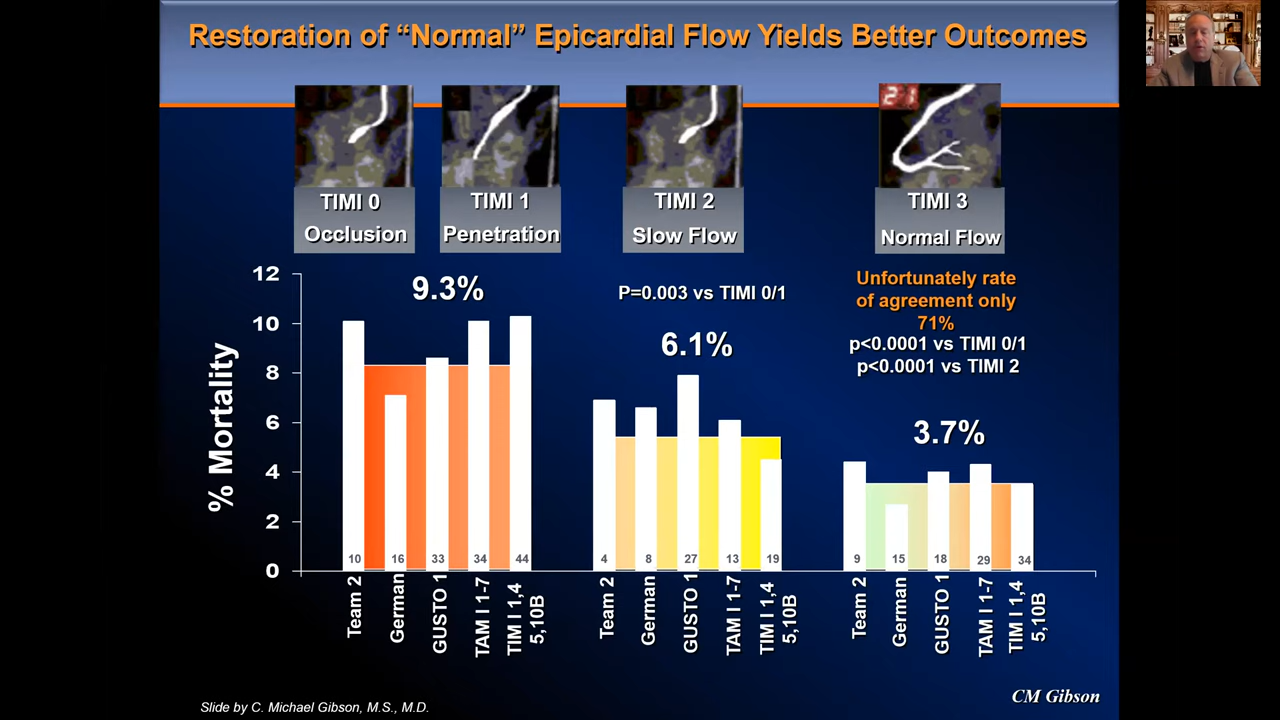 Restoration of “Normal” Epicardial Flow Yields Better Outcomes
21
TIMI 0
Occlusion
TIMI 1
Penetration
TIMI 2
Slow Flow
TIMI 3
Normal Flow
% Mortality
12
10
8
6
4
2
0
9.3%
P=0.003 vs TIMI 0/1
6.1%
Unfortunately rate
of agreement only
71%
p<0.0001 vs TIMI 0/1
p<0.0001 vs TIMI 2
3.7%
10 16 33 34 44
4 8 27 13 19
9 15 18 29 34
Team 2
German
GUSTO 1
TAM I 1-7
TIM I 1,4
5,10B
Team 2
German
GUSTO 1
TAM I 1-7
TIM I 1,4
5,10B
Team 2
German
GUSTO 1
TAM I 1-7
TIM I 1,4
5,10B
CM Gibson
Slide by C. Michael Gibson, M.S., M.D.